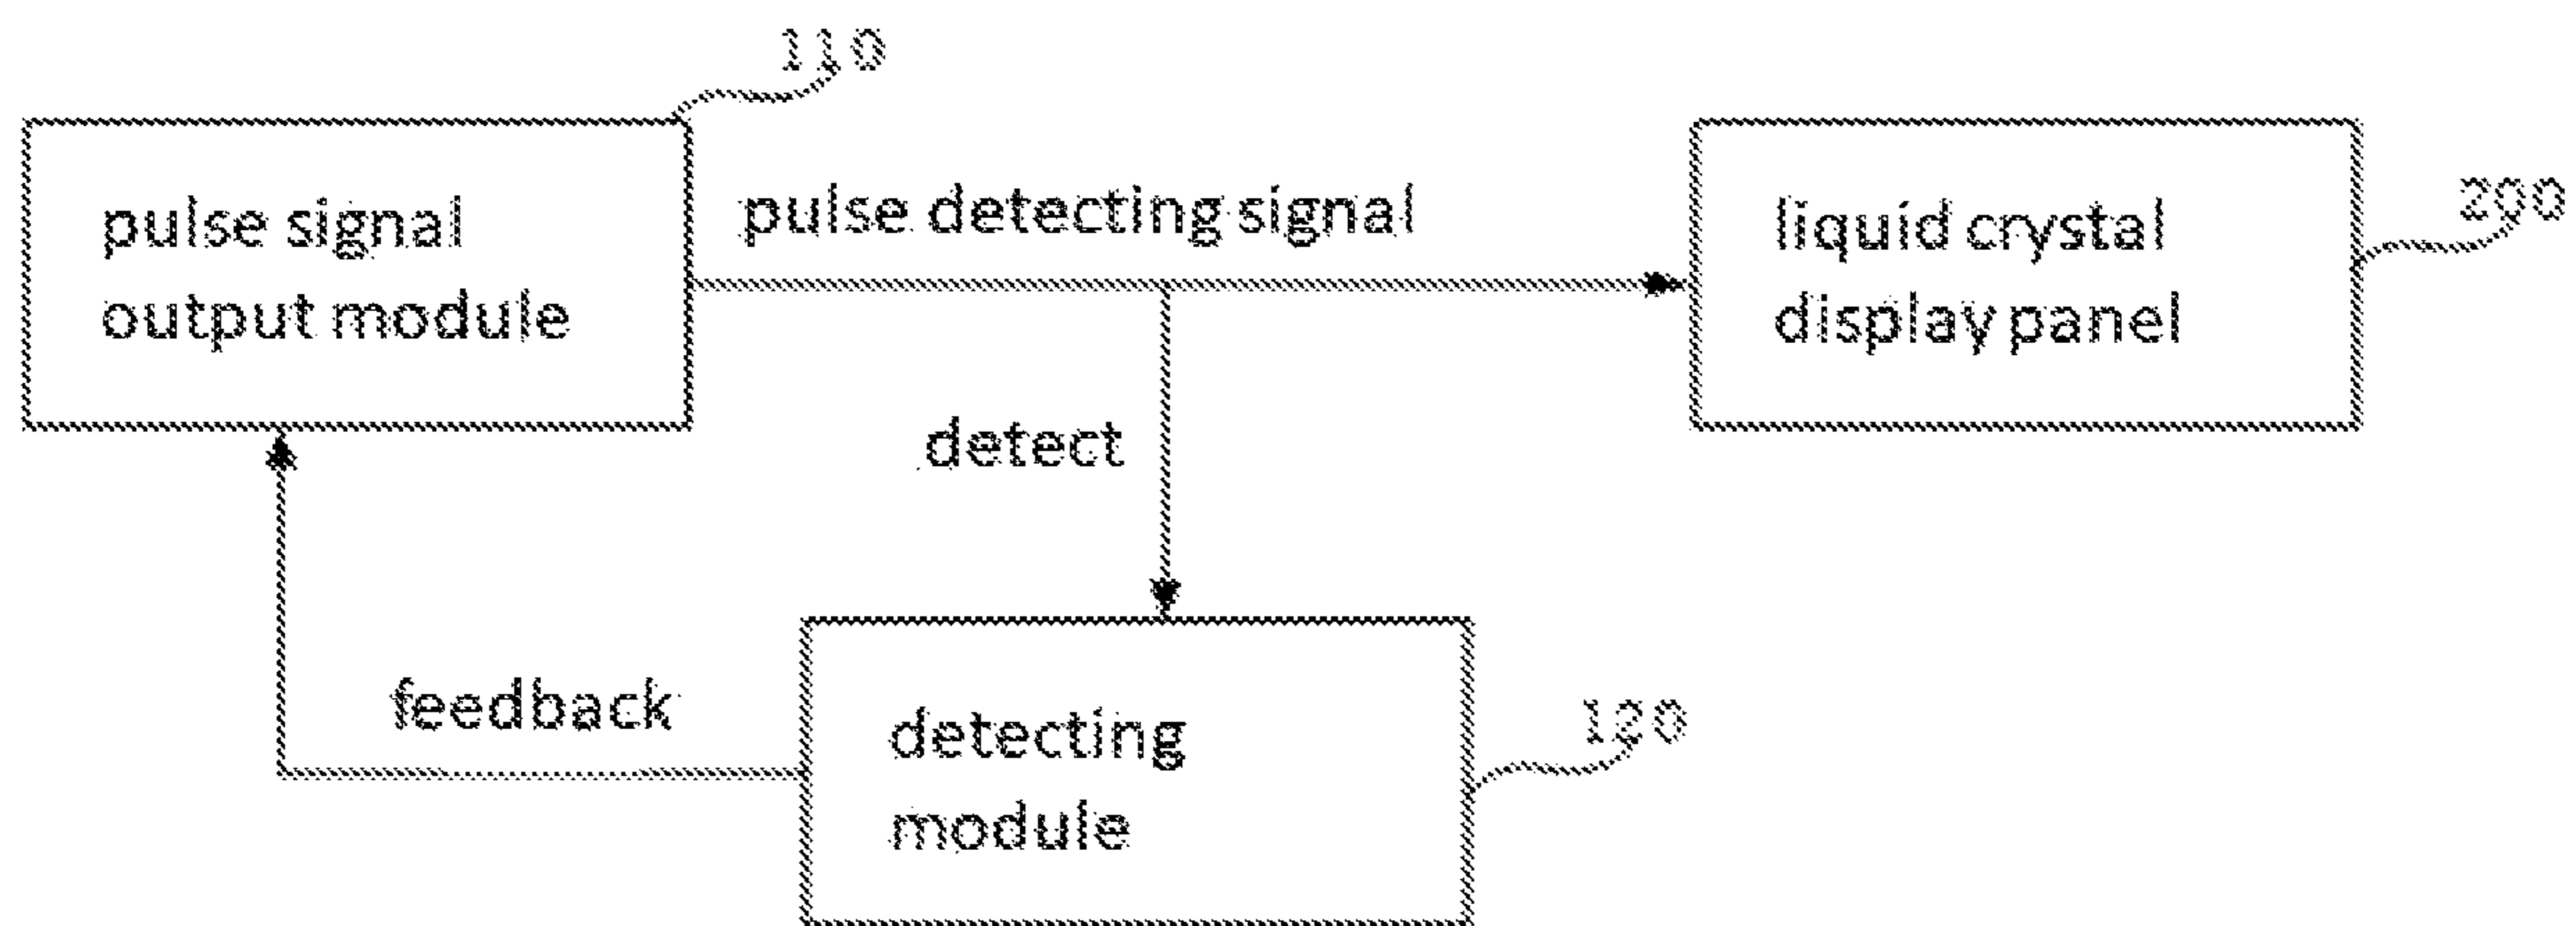 110
pulse signal
output module
pulse detecting signal
liquid crystal
display panel
200
detect
feedback
detecting
module
120